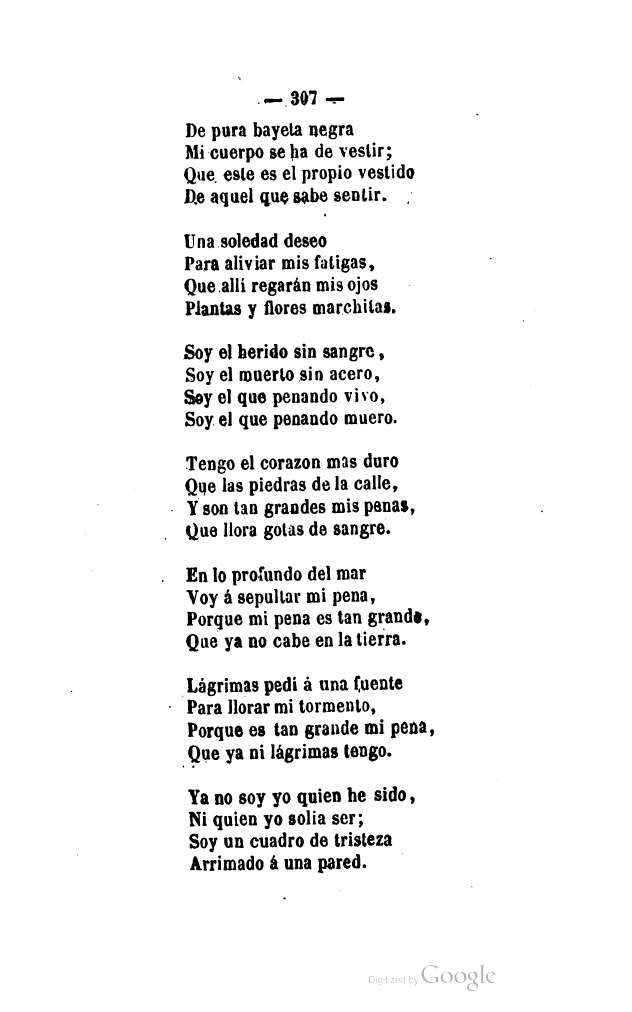 — 307 —
De pura bayeta negra
Mi cuerpo se ha de vestir;
Que este es el propio vestido
De aquel que sabe sentir.
Una soledad deseo
Para aliviar mis fatigas,
Que allí regarán mis ojos
Plantas y flores marchitas.
Soy el herido sin sangre,
Soy el muerto sin acero,
Soy el que penando vivo,
Soy el que penando muero.
Tengo el corazon mas duro
Que las piedras de la calle,
Y son tan grandes mis penas,
Que llora gotas de sangre.
En lo profundo del mar
Voy á sepultar mi pena,
Porque mi pena es tan grande,
Que ya no cabe en la tierra.
Lágrimas pedí á una fuente
Para llorar mi tormento,
Porque es tan grande mi pena,
Que ya ni lágrimas tengo.
Ya no soy yo quien he sido,
Ni quien yo solia ser;
Soy un cuadro de tristeza
Arrimado á una pared.
Digitized by Google